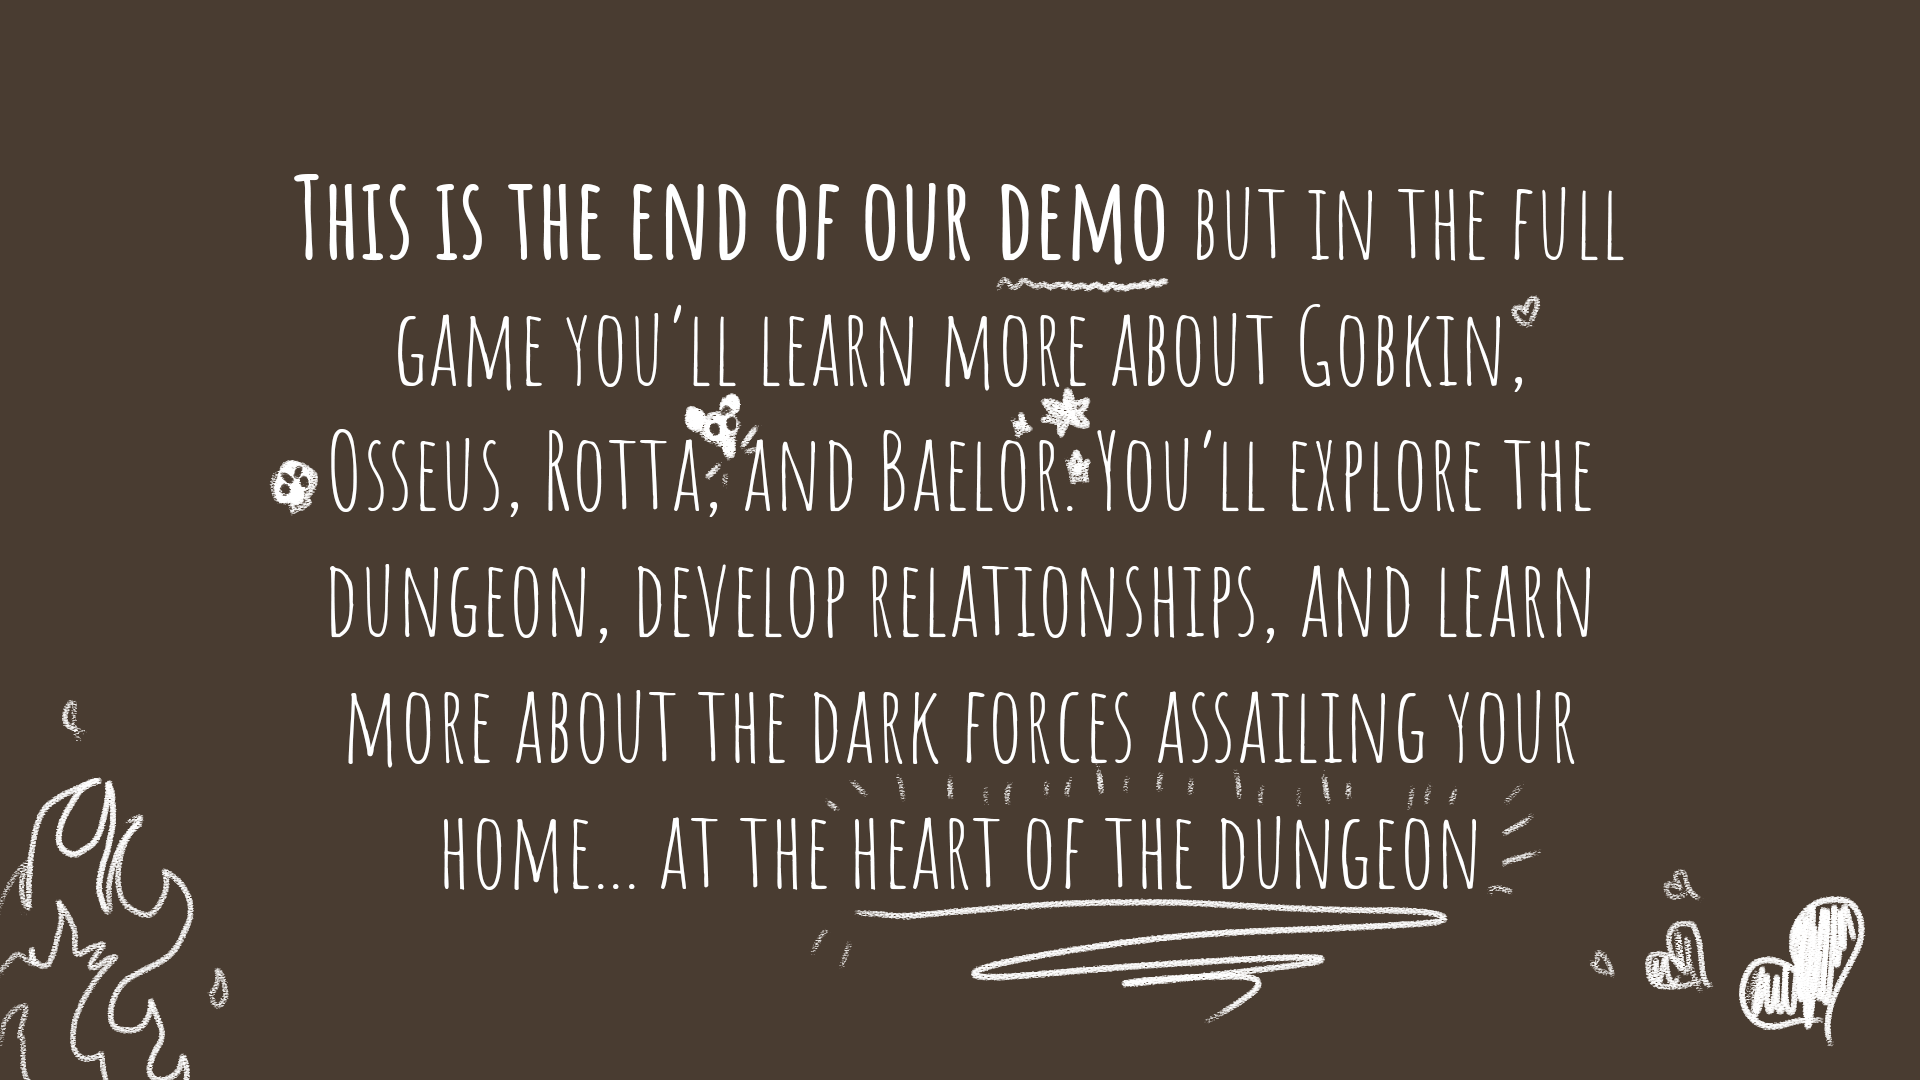 This is the end of our demo but in the full
game you'll learn more about Gobkin,
Osseus, Rotta, and Baelor. You'll explore the
dungeon, develop relationships, and learn
more about the dark forces assailing your
home... at the heart of the dungeon